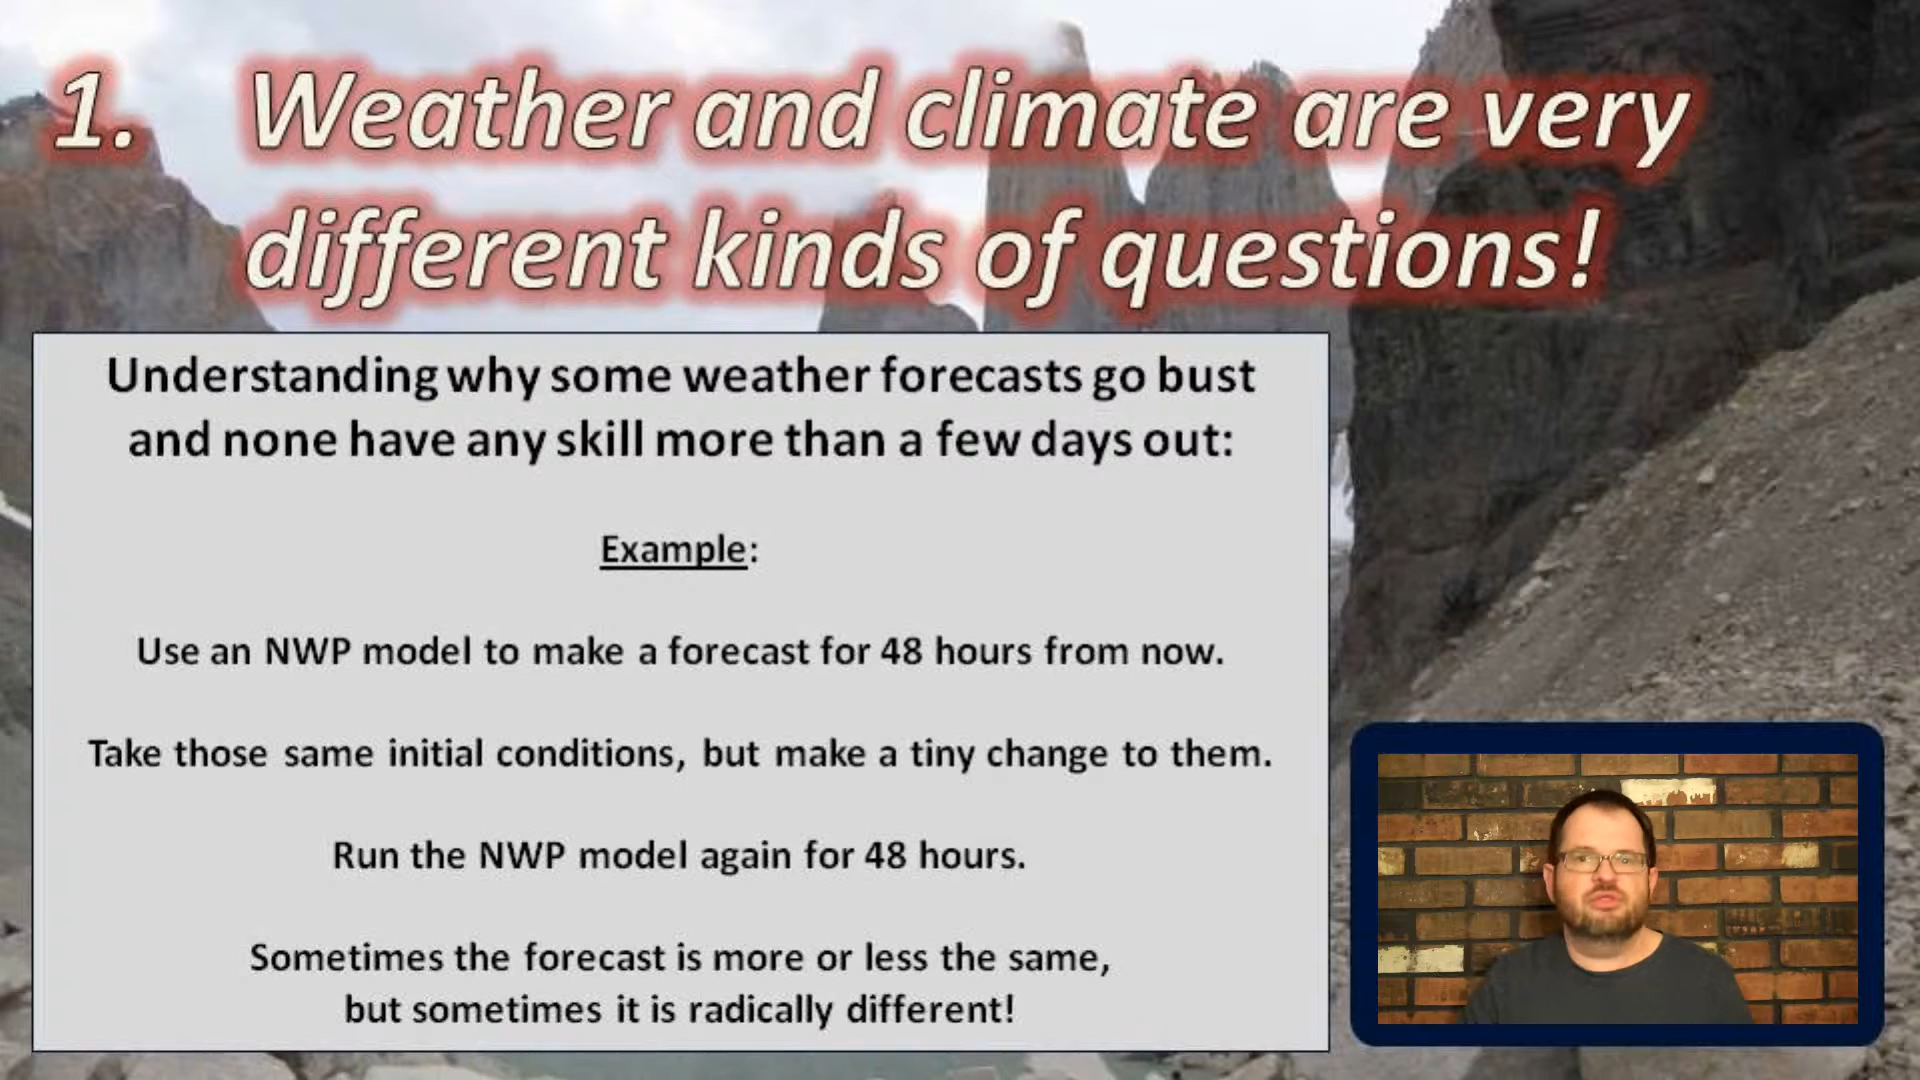 1. Weather and climate are very
different kinds of questions!
Understanding why some weather forecasts go bust
and none have any skill more than a few days out:
Example:
Use an NWP model to make a forecast for 48 hours from now.
Take those same initial conditions, but make a tiny change to them.
Run the NWP model again for 48 hours.
Sometimes the forecast is more or less the same,
but sometimes it is radically different!